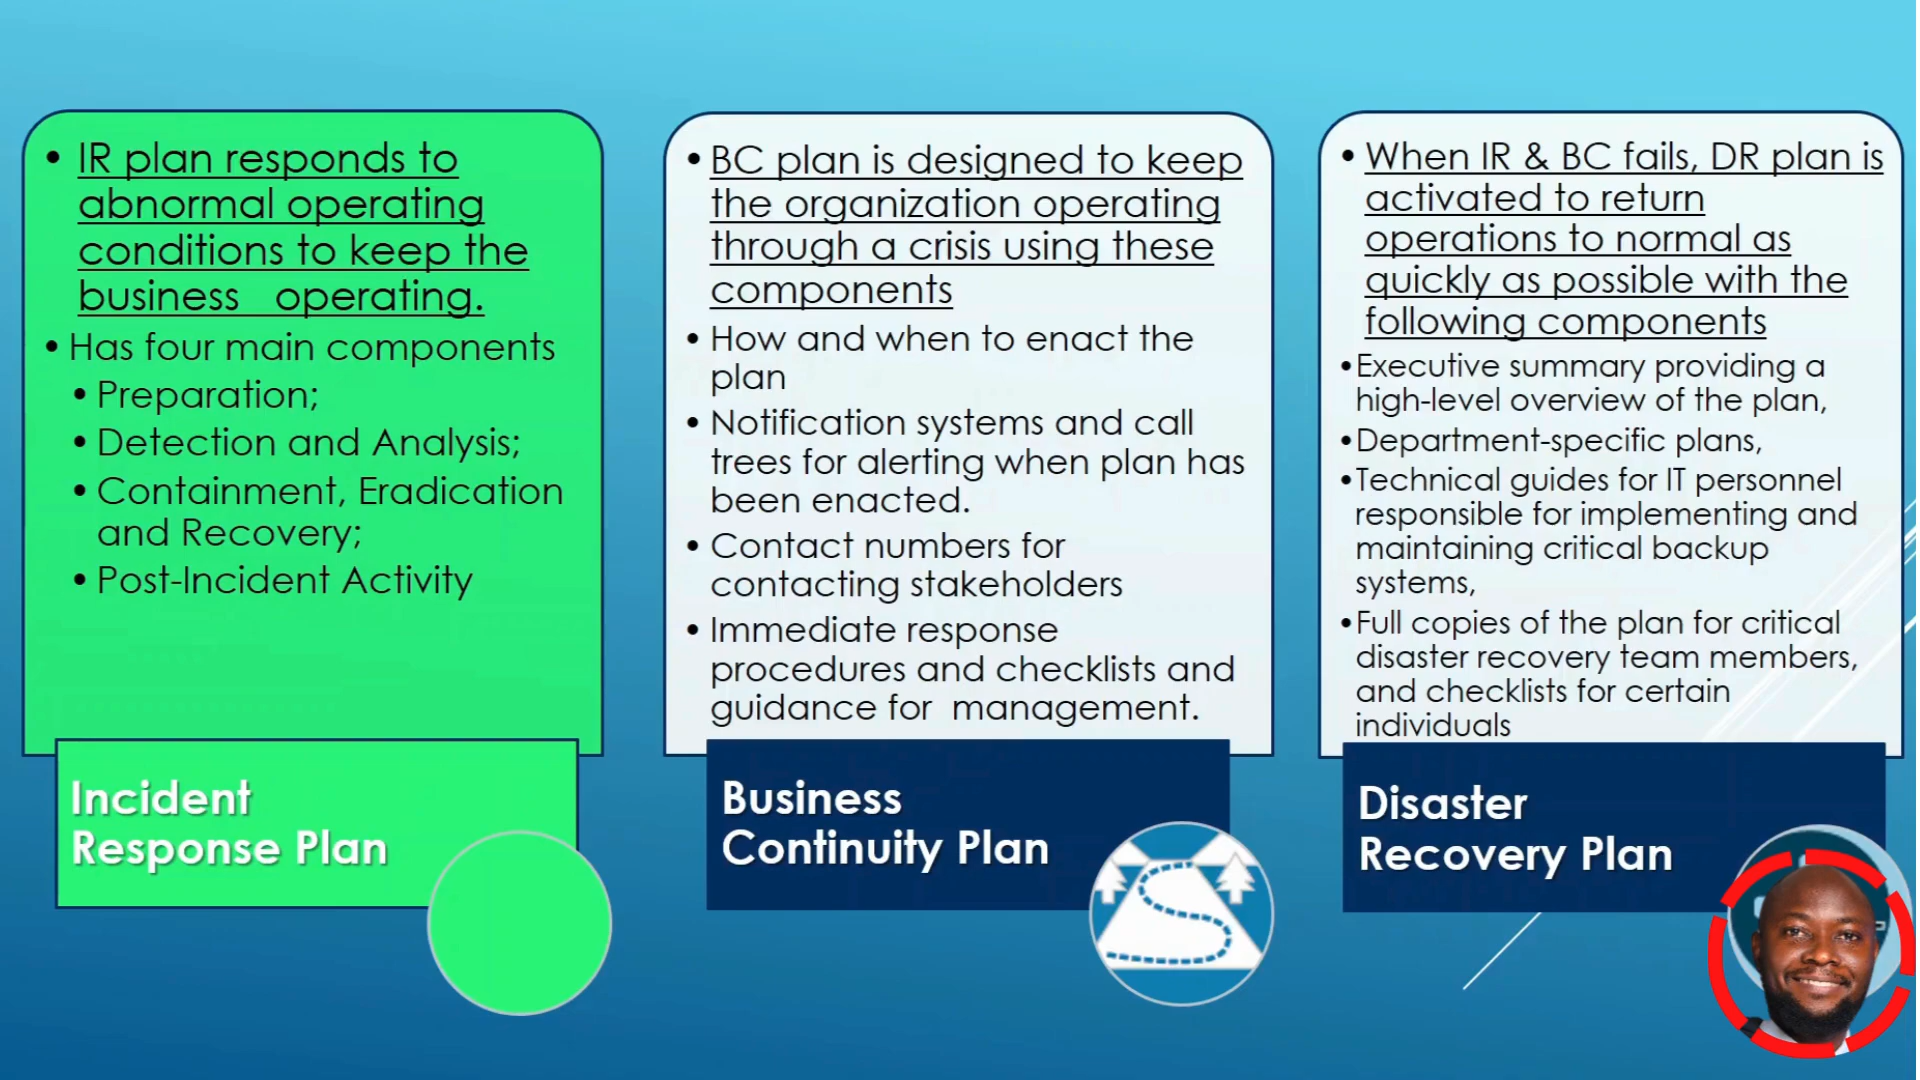 • IR plan responds to
abnormal operating
conditions to keep the
business operating.
• Has four main components
• Preparation;
• Detection and Analysis;
• Containment, Eradication
and Recovery;
• Post-Incident Activity
Incident
Response Plan
• BC plan is designed to keep
the organization operating
through a crisis using these
components
• How and when to enact the
plan
• Notification systems and call
trees for alerting when plan has
been enacted.
• Contact numbers for
contacting stakeholders
• Immediate response
procedures and checklists and
guidance for management.
Business
Continuity Plan
• When IR & BC fails, DR plan is
activated to return
operations to normal as
quickly as possible with the
following components
• Executive summary providing a
high-level overview of the plan,
• Department-specific plans,
• Technical guides for IT personnel
responsible for implementing and
maintaining critical backup
systems,
• Full copies of the plan for critical
disaster recovery team members,
and checklists for certain
individuals
Disaster
Recovery Plan